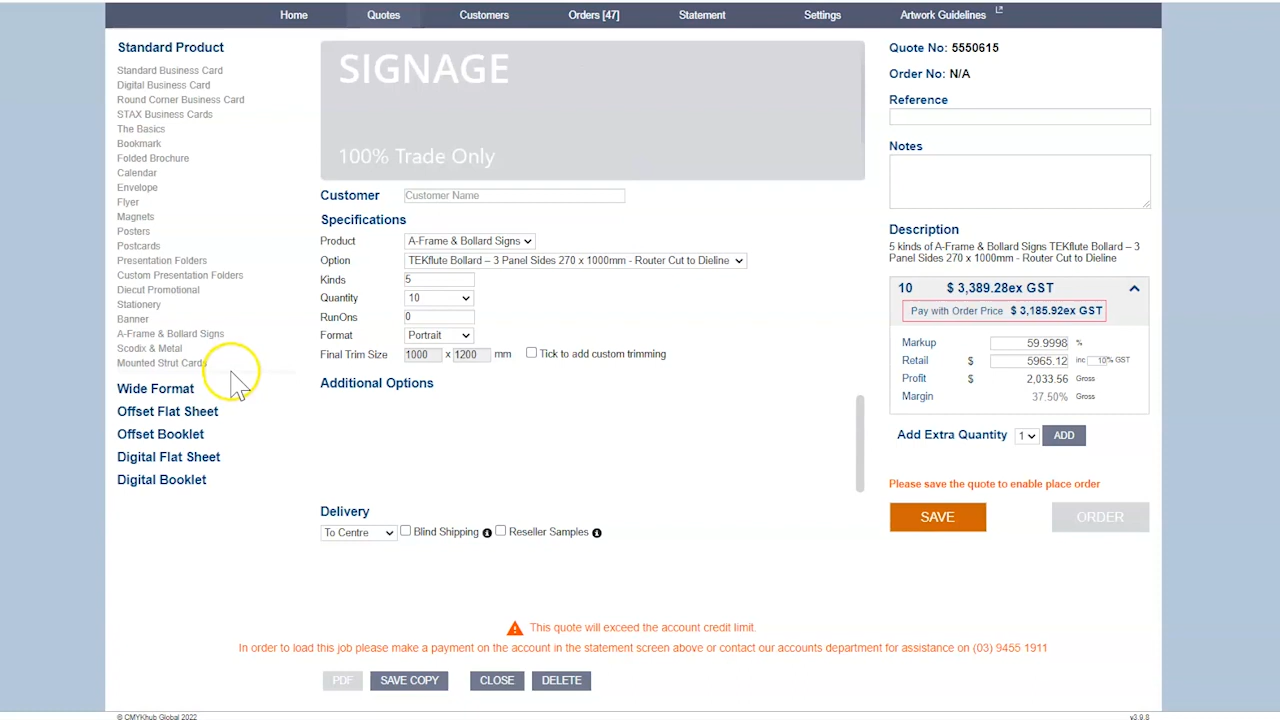 Home Quotes Customers Orders [47] Statement Settings Artwork Guidelines
Standard Product
Standard Business Card
Digital Business Card
Round Corner Business Card
STAX Business Cards
The Basics
Bookmark
Folded Brochure
Calendar
Envelope
Flyer
Magnets
Posters
Postcards
Presentation Folders
Custom Presentation Folders
Diecut Promotional
Stationery
Banner
A-Frame & Bollard Signs
Scodix & Metal
Mounted Strut Cards
Wide Format
Offset Flat Sheet
Offset Booklet
Digital Flat Sheet
Digital Booklet
SIGNAGE
100% Trade Only
Customer Customer Name
Specifications
Product A-Frame & Bollard Signs
Option TEKflute Bollard – 3 Panel Sides 270 x 1000mm - Router Cut to Dieline
Kinds 5
Quantity 10
RunOns 0
Format Portrait
Final Trim Size 1000 x 1200 mm Tick to add custom trimming
Additional Options
Delivery
To Centre Blind Shipping Reseller Samples
Quote No: 5550615
Order No: N/A
Reference
Notes
Description
5 kinds of A-Frame & Bollard Signs TEKflute Bollard – 3
Panel Sides 270 x 1000mm - Router Cut to Dieline
10 $ 3,389.28ex GST
Pay with Order Price $ 3,185.92ex GST
Markup 59.9998 %
Retail $ 5965.12 inc 10% GST
Profit $ 2,033.56 Gross
Margin 37.50% Gross
Add Extra Quantity 1 ADD
Please save the quote to enable place order
SAVE ORDER
This quote will exceed the account credit limit.
In order to load this job please make a payment on the account in the statement screen above or contact our accounts department for assistance on (03) 9455 1911
PDF SAVE COPY CLOSE DELETE
© CMYKhub Global 2022 v3.9.8